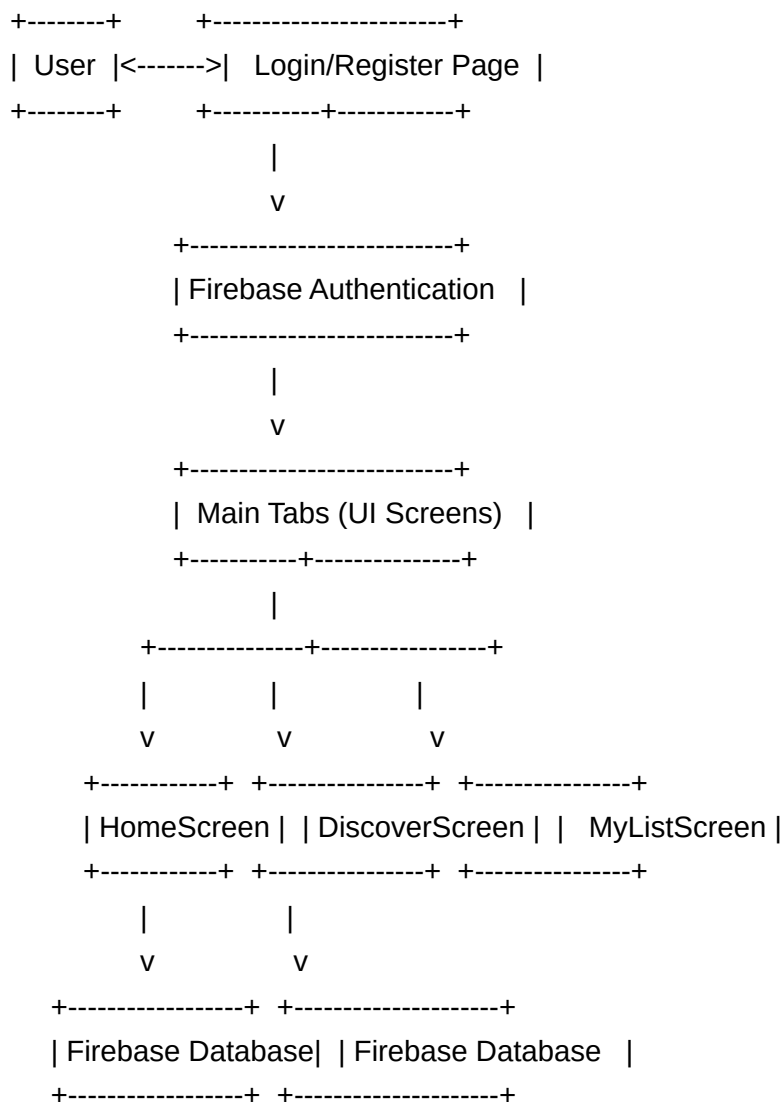 +--------+ +------------------------+
| User |<------->| Login/Register Page |
+--------+ +-----------+------------+
|
v
+---------------------------+
| Firebase Authentication |
+---------------------------+
|
v
+---------------------------+
| Main Tabs (UI Screens) |
+-----------+---------------+
|
+---------------+-----------------+
| | |
v v v
+------------+ +----------------+ +----------------+
| HomeScreen | | DiscoverScreen | | MyListScreen |
+------------+ +----------------+ +----------------+
| |
v v
+------------------+ +---------------------+
| Firebase Database| | Firebase Database |
+------------------+ +---------------------+